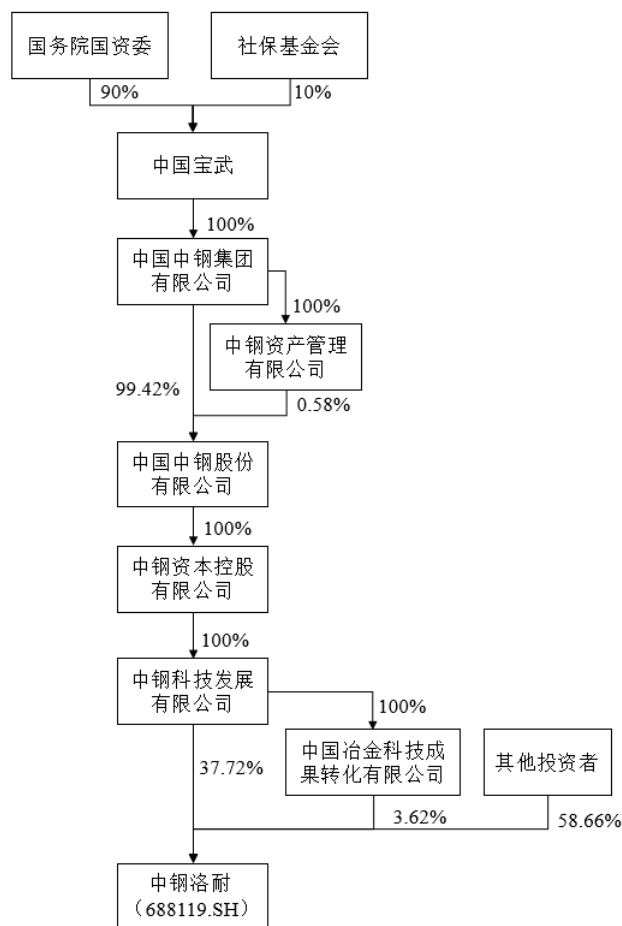 国务院国资委
社保基金会
90%
10%
中国宝武
100%
中国中钢集团
有限公司
100%
中钢资产管理
有限公司
99.42%
0.58%
中国中钢股份
有限公司
100%
中钢资本控股
有限公司
100%
中钢科技发展
有限公司
100%
中国冶金科技成
果转化有限公司
其他投资者
37.72%
3.62%
58.66%
中钢洛耐
（688119.SH）